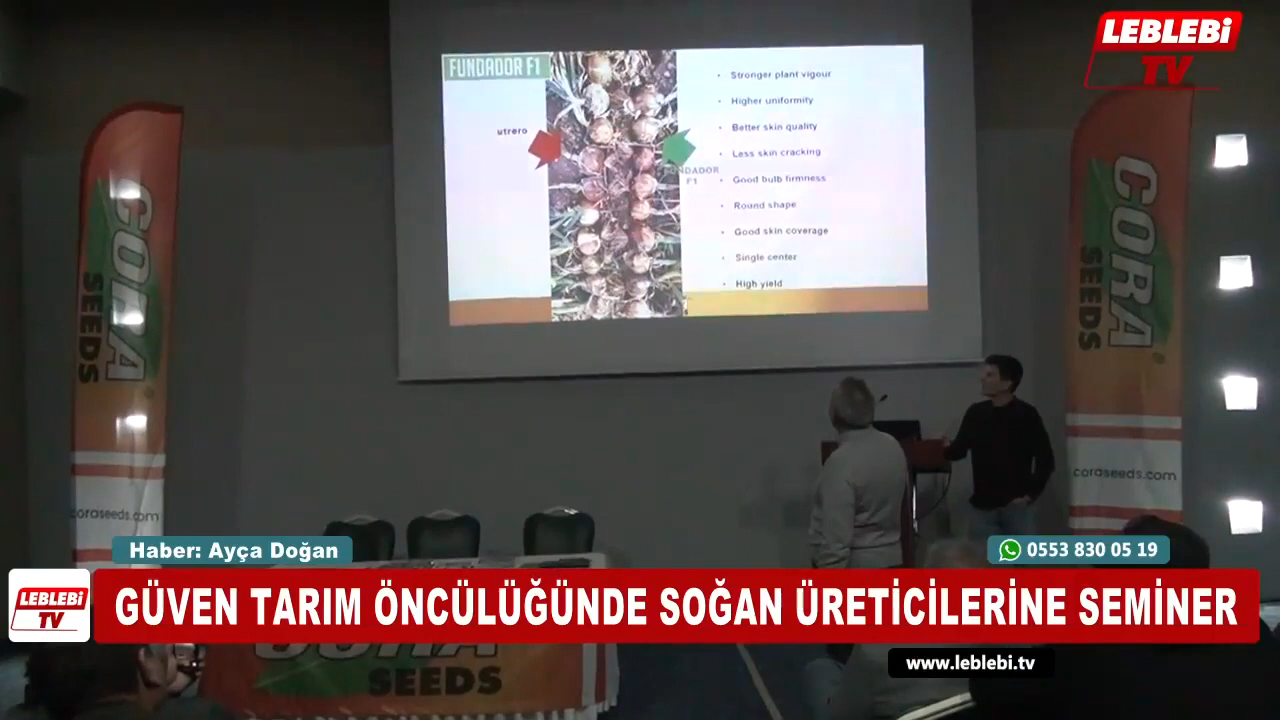 LEBLEBİ
TV
FUNDADOR F1
utrero
NDADOR
F1
• Stronger plant vigour
• Higher uniformity
• Better skin quality
• Less skin cracking
• Good bulb firmness
• Round shape
• Good skin coverage
• Single center
• High yield
CORA
SEEDS
coraseeds.com
CORA
SEEDS
coraseeds.com
Haber: Ayça Doğan
0553 830 05 19
LEBLEBİ
TV
GÜVEN TARIM ÖNCÜLÜĞÜNDE SOĞAN ÜRETİCİLERİNE SEMİNER
www.leblebi.tv
CORA
SEEDS